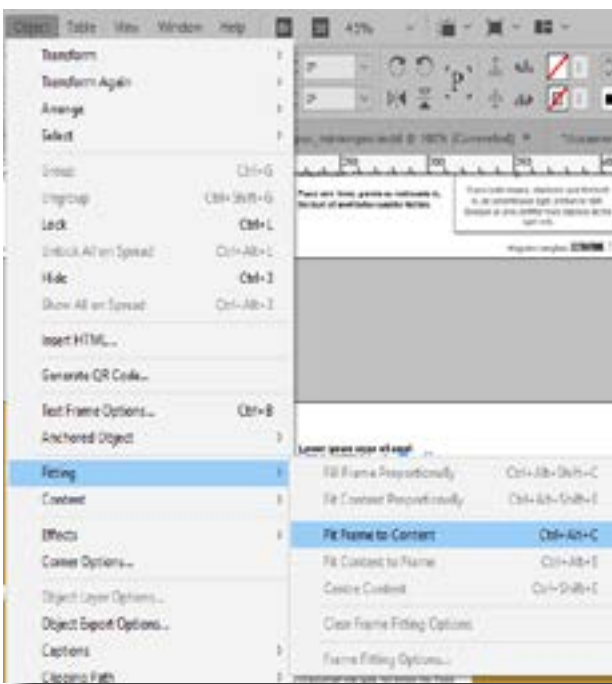 Object Table View Window Help
45%
Transform
Transform Again
Arrange
Select
Group Ctrl+G
Ungroup Ctrl+Shift+G
Lock Ctrl+L
Unlock All on Spread Ctrl+Alt+L
Hide Ctrl+3
Show All on Spread Ctrl+Alt+3
Insert HTML...
Generate QR Code...
Text Frame Options... Ctrl+B
Anchored Object
Fitting
Content
Effects
Corner Options...
Object Layer Options...
Object Export Options...
Captions
Clipping Path
Fill Frame Proportionally Ctrl+Alt+Shift+C
Fit Content Proportionally Ctrl+Alt+Shift+E
Fit Frame to Content Ctrl+Alt+C
Fit Content to Frame Ctrl+Alt+E
Centre Content Ctrl+Shift+E
Clear Frame Fitting Options
Frame Fitting Options...